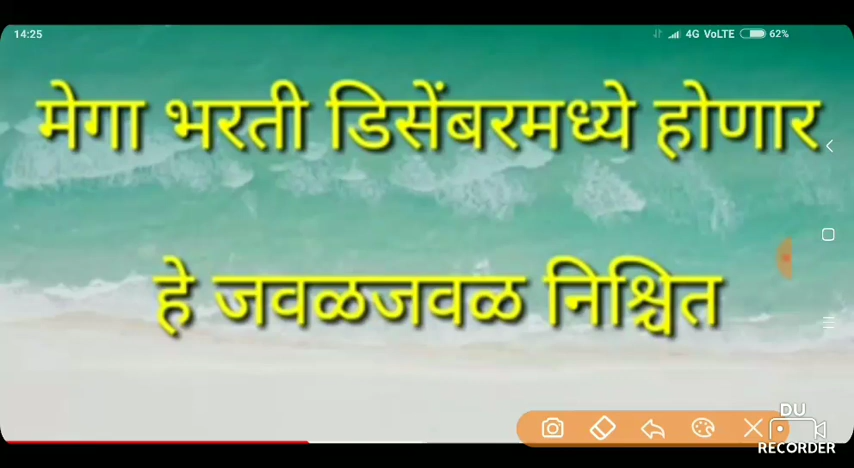 14:25 4G VoLTE 62%
मेगा भरती डिसेंबरमध्ये होणार
हे जवळजवळ निश्चित
DU
RECORDER